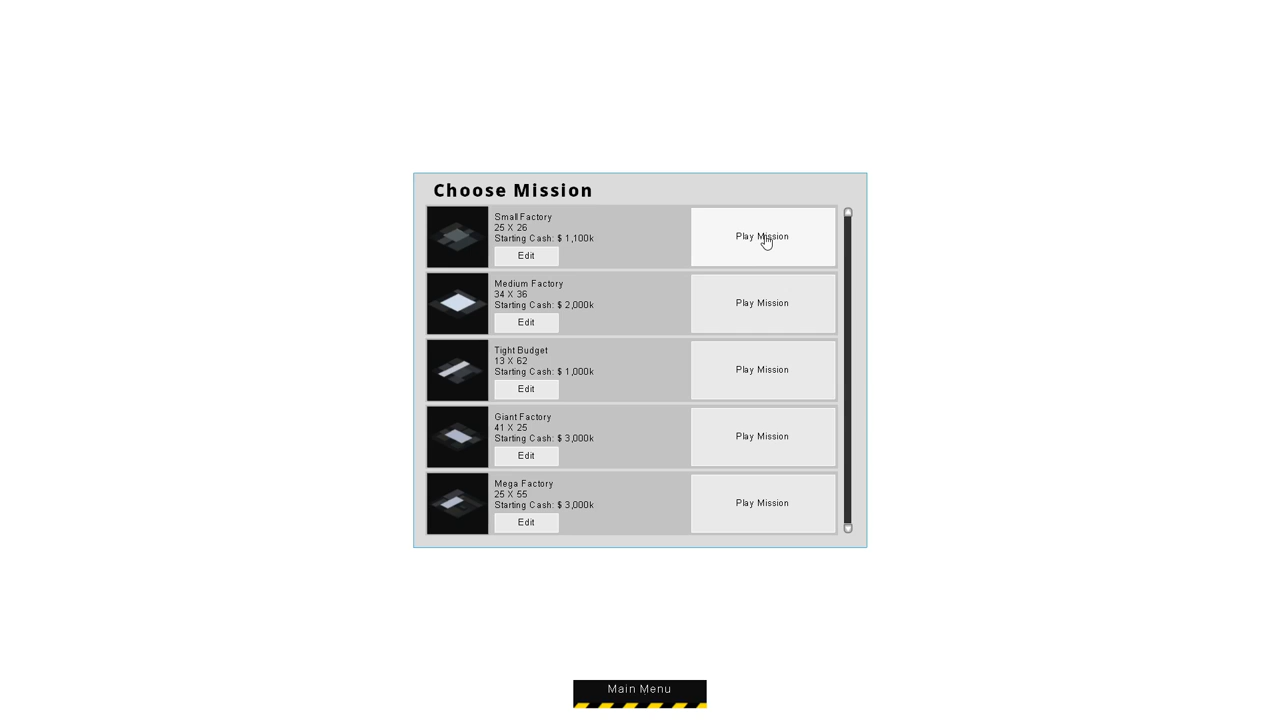 Choose Mission
Small Factory
25 X 26
Starting Cash: $ 1,100k
Edit
Play Mission
Medium Factory
34 X 36
Starting Cash: $ 2,000k
Edit
Play Mission
Tight Budget
13 X 62
Starting Cash: $ 1,000k
Edit
Play Mission
Giant Factory
41 X 25
Starting Cash: $ 3,000k
Edit
Play Mission
Mega Factory
25 X 55
Starting Cash: $ 3,000k
Edit
Play Mission
Main Menu